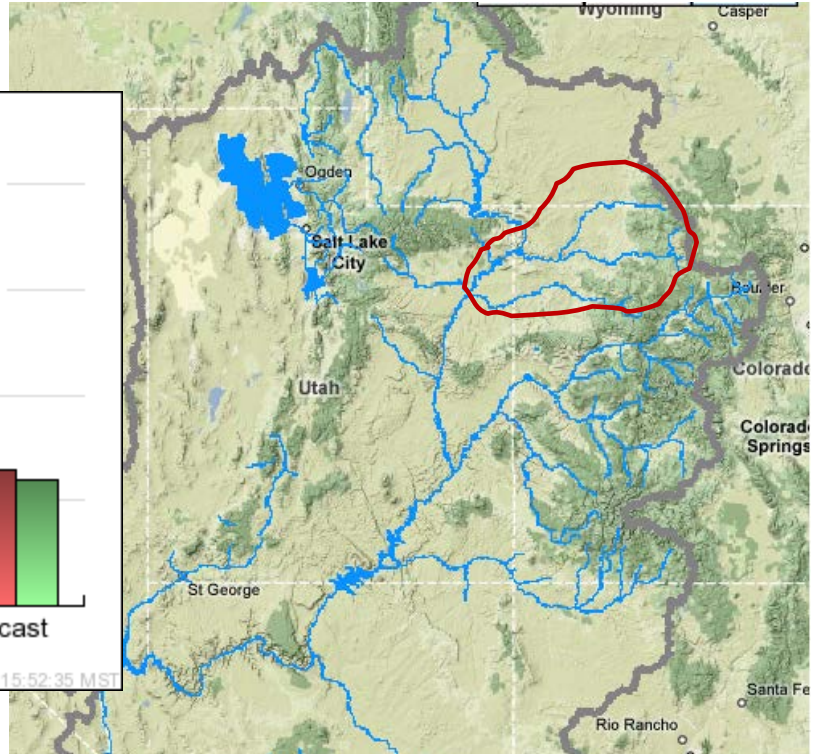 Wyoming
Casper
Ogden
Salt Lake
City
Boulder
Utah
Colorado
Colorado
Springs
St George
cast
15:52:35 MST
Santa Fe
Rio Rancho